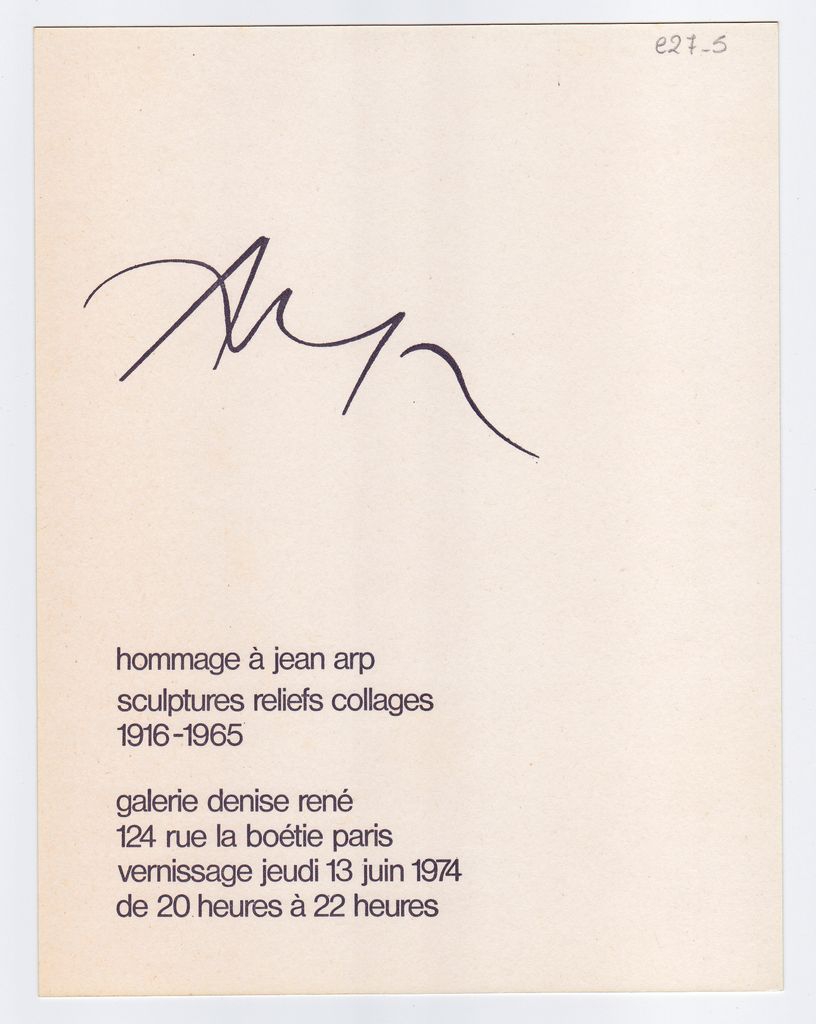 e27-5
Arp
hommage à jean arp
sculptures reliefs collages
1916-1965
galerie denise rené
124 rue la boétie paris
vernissage jeudi 13 juin 1974
de 20 heures à 22 heures